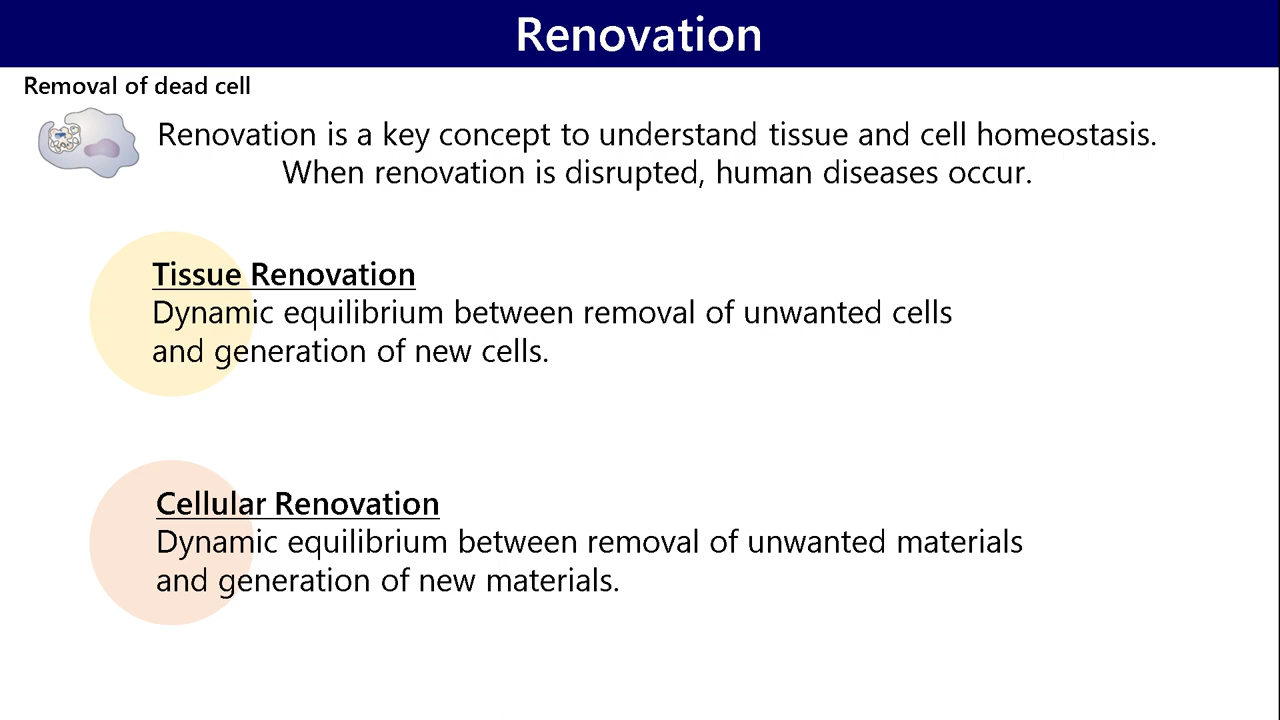 Renovation
Removal of dead cell
Renovation is a key concept to understand tissue and cell homeostasis.
When renovation is disrupted, human diseases occur.
Tissue Renovation
Dynamic equilibrium between removal of unwanted cells
and generation of new cells.
Cellular Renovation
Dynamic equilibrium between removal of unwanted materials
and generation of new materials.